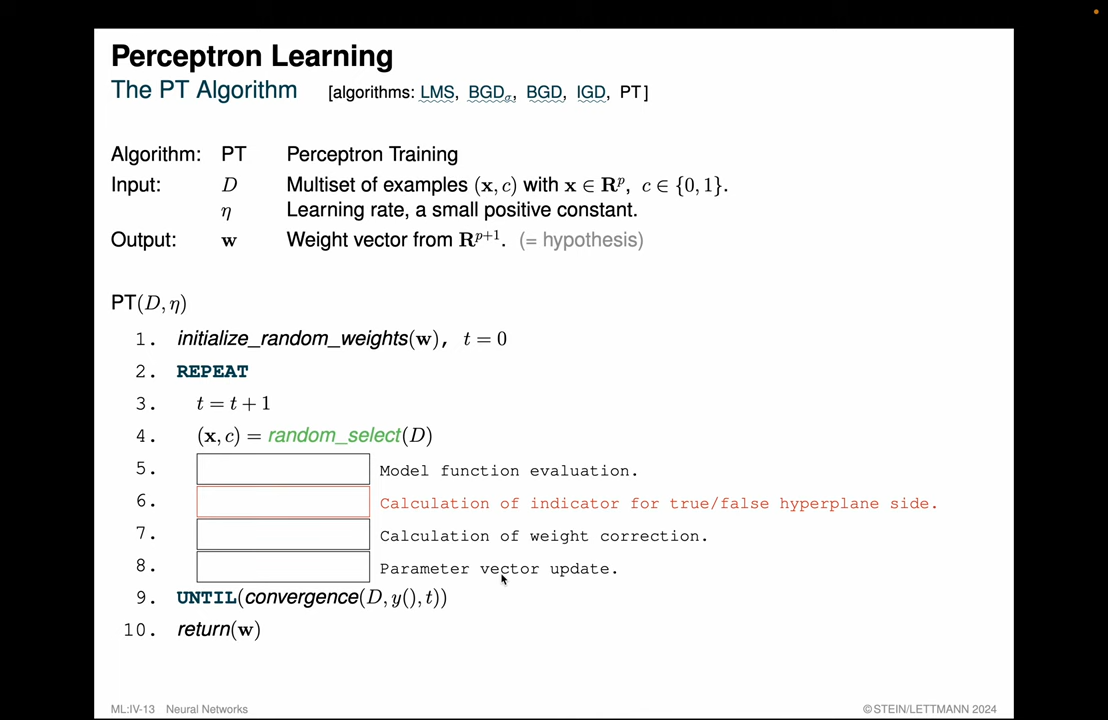 Perceptron Learning
The PT Algorithm [algorithms: LMS, BGDσ, BGD, IGD, PT]
Algorithm: PT Perceptron Training
Input: D Multiset of examples (x, c) with x ∈ Rᵖ, c ∈ {0, 1}.
η Learning rate, a small positive constant.
Output: w Weight vector from Rᵖ⁺¹. (= hypothesis)
PT(D, η)
1. initialize_random_weights(w), t = 0
2. REPEAT
3. t = t + 1
4. (x, c) = random_select(D)
5. Model function evaluation.
6. Calculation of indicator for true/false hyperplane side.
7. Calculation of weight correction.
8. Parameter vector update.
9. UNTIL(convergence(D, y(), t))
10. return(w)
ML:IV-13 Neural Networks ©STEIN/LETTMANN 2024